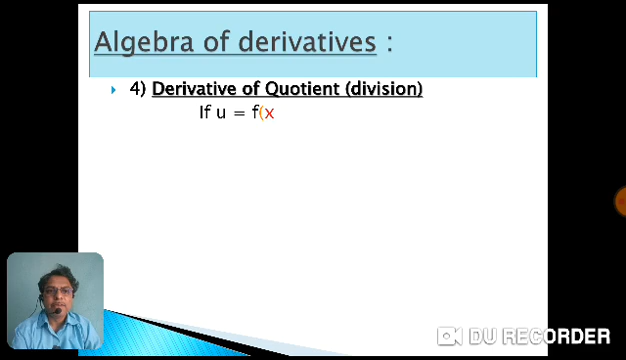 Algebra of derivatives :
4) Derivative of Quotient (division)
If u = f(x
DU RECORDER